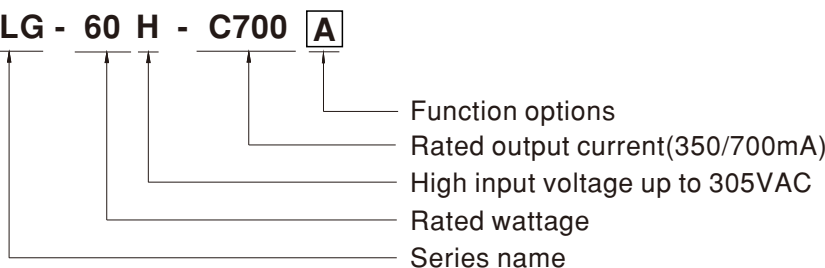 LG - 60 H - C700 A
Function options
Rated output current(350/700mA)
High input voltage up to 305VAC
Rated wattage
Series name